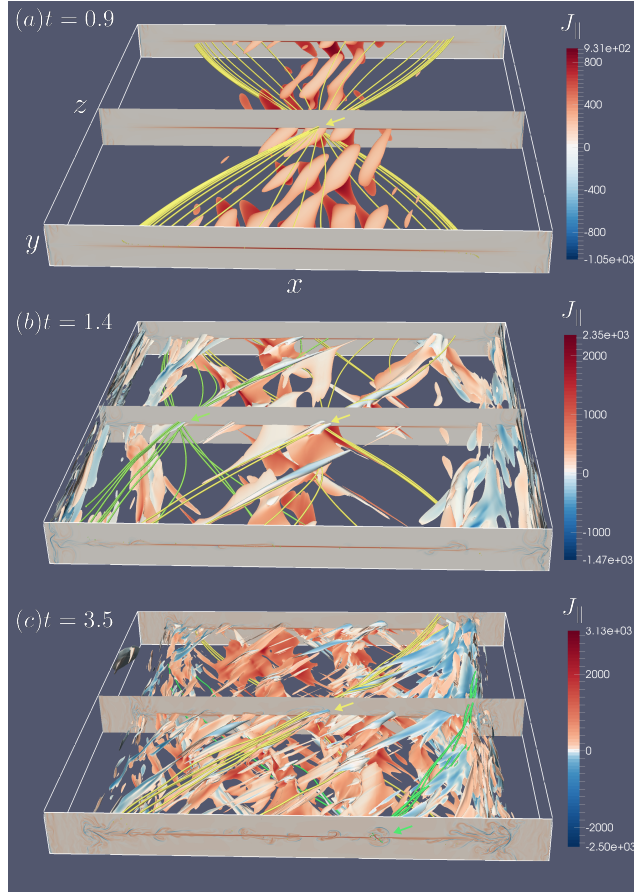 (a)t = 0.9
J||
9.31e+02
800
400
0
-400
-800
-1.05e+03
z
y
x
(b)t = 1.4
J||
2.35e+03
2000
1000
0
-1000
-1.47e+03
(c)t = 3.5
J||
3.13e+03
2000
0
-2000
-2.50e+03